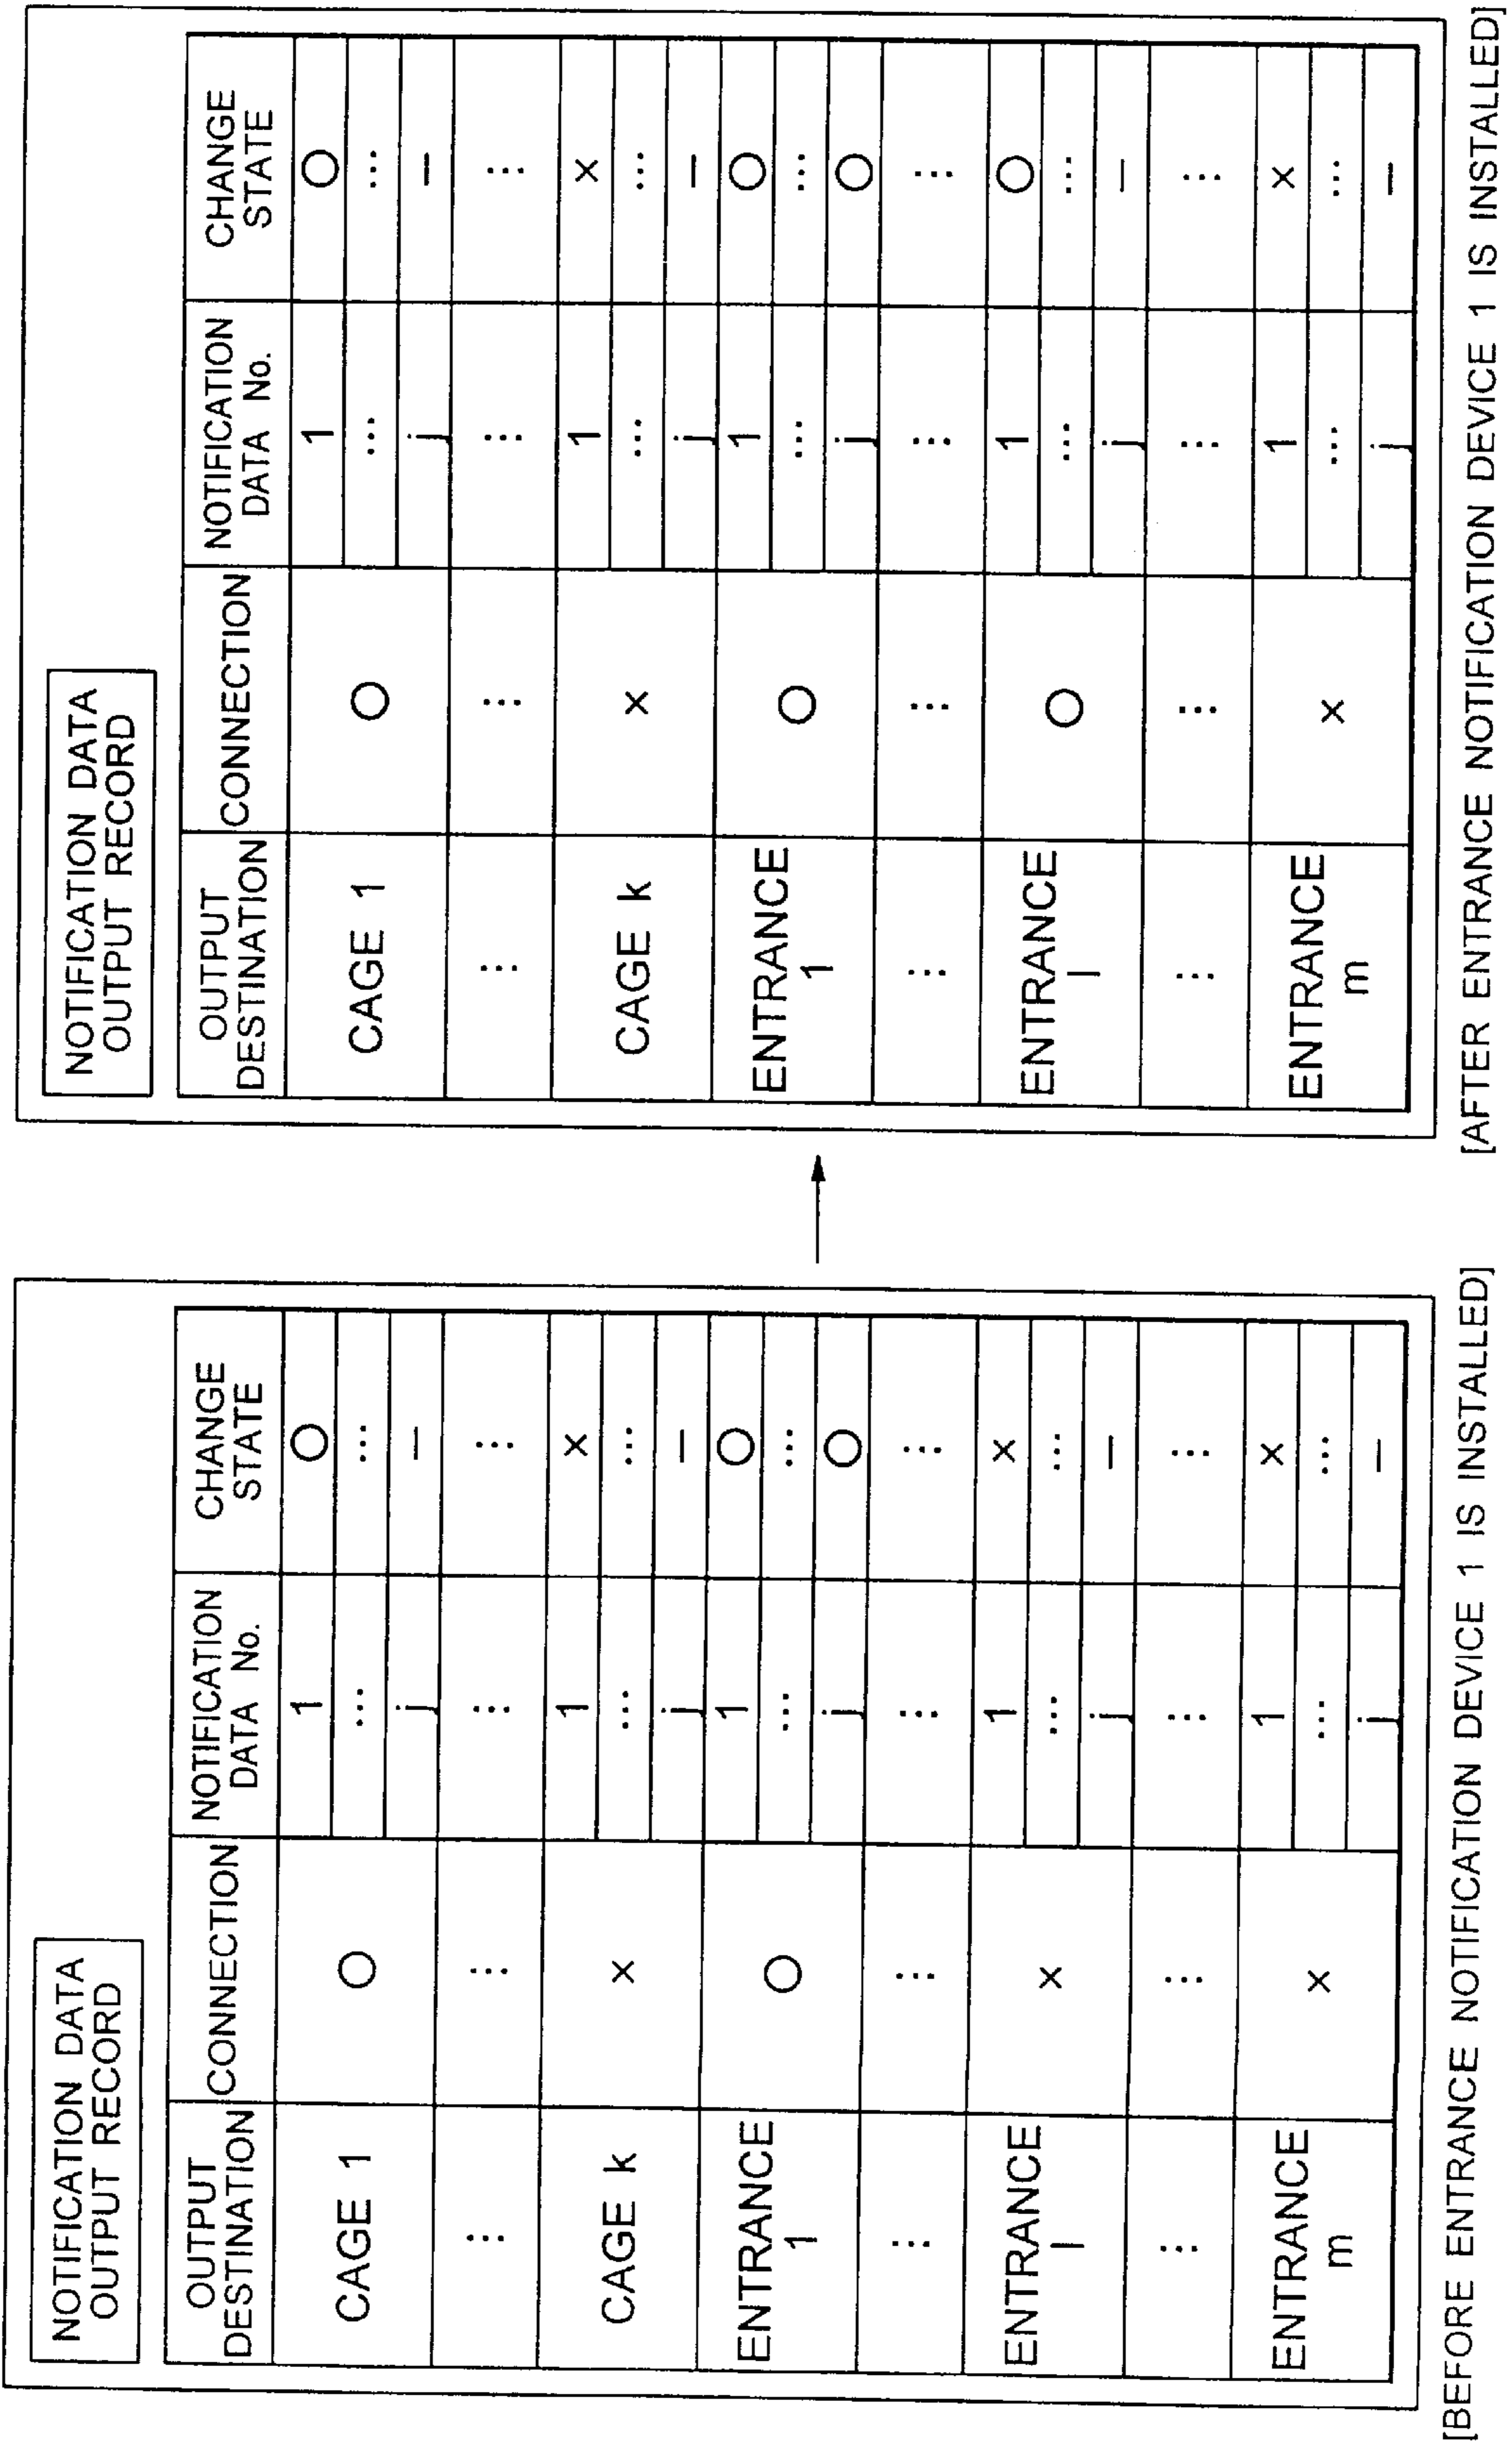 NOTIFICATION DATA
OUTPUT RECORD
OUTPUT DESTINATION CONNECTION NOTIFICATION DATA No. CHANGE STATE
CAGE 1 ○ 1 ○
... ...
j –
... ... ... ...
CAGE k × 1 ×
... ...
j –
ENTRANCE 1 ○ 1 ○
... ...
j ○
... ... ... ...
ENTRANCE l × 1 ×
... ...
j –
... ... ... ...
ENTRANCE m × 1 ×
... ...
j –
[BEFORE ENTRANCE NOTIFICATION DEVICE 1 IS INSTALLED]
NOTIFICATION DATA
OUTPUT RECORD
OUTPUT DESTINATION CONNECTION NOTIFICATION DATA No. CHANGE STATE
CAGE 1 ○ 1 ○
... ...
j –
... ... ... ...
CAGE k × 1 ×
... ...
j –
ENTRANCE 1 ○ 1 ○
... ...
j ○
... ... ... ...
ENTRANCE l ○ 1 ○
... ...
j –
... ... ... ...
ENTRANCE m × 1 ×
... ...
j –
[AFTER ENTRANCE NOTIFICATION DEVICE 1 IS INSTALLED]